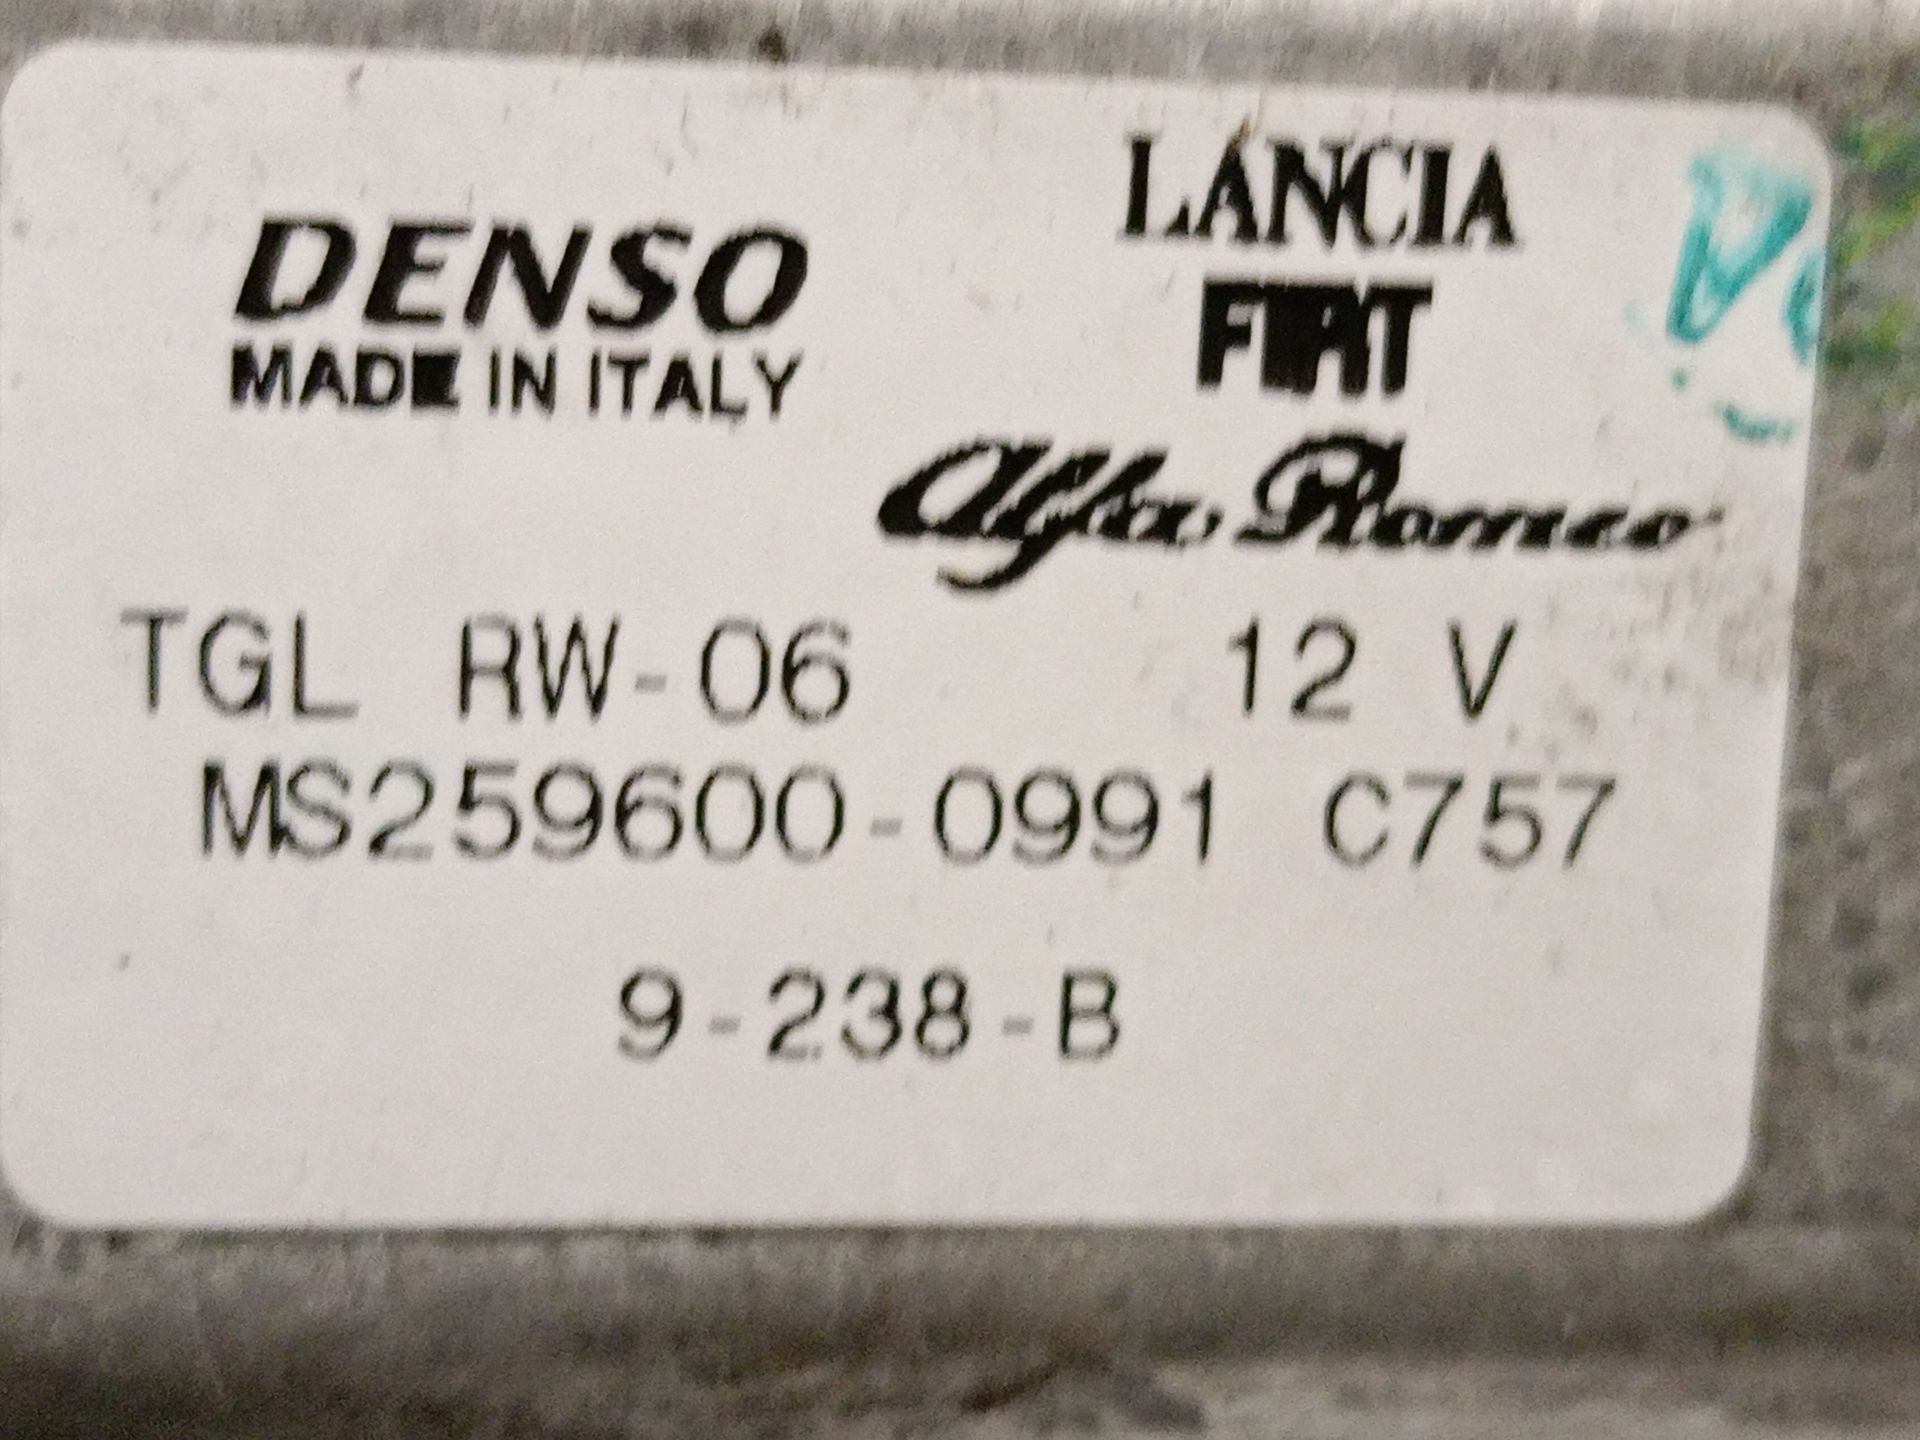 DENSO
MADE IN ITALY
LANCIA
FIAT
Alfa Romeo
TGL RW-06 12 V
MS259600-0991 C757
9-238-B